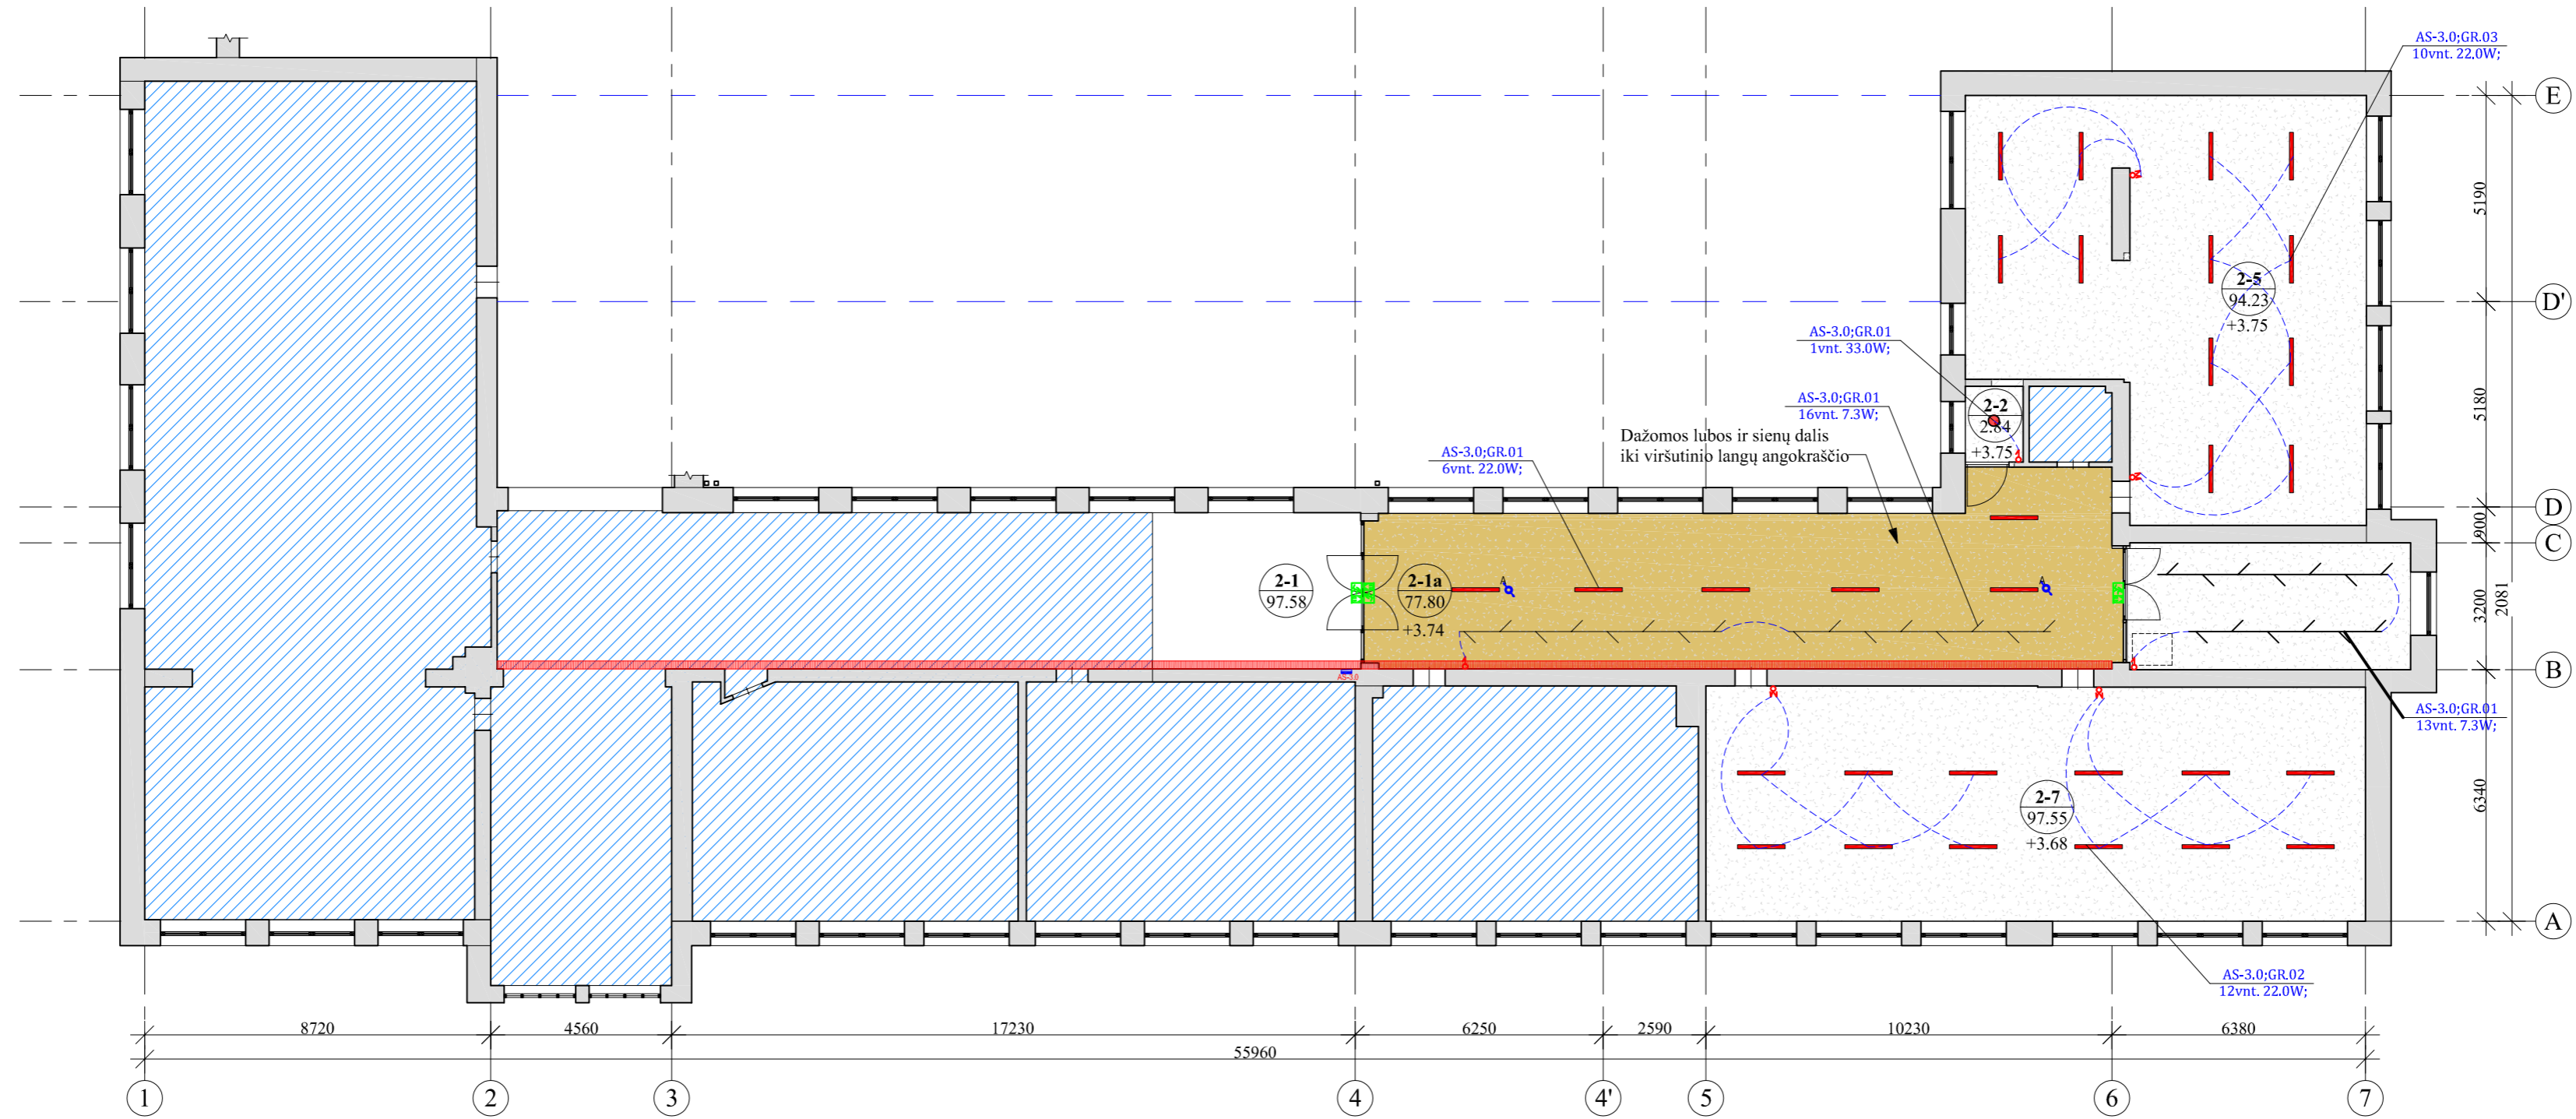 AS-3.0;GR.03
10vnt. 22.0W;
E
5190
2-5
94.23
+3.75
D'
AS-3.0;GR.01
1vnt. 33.0W;
AS-3.0;GR.01
16vnt. 7.3W;
2-2
2.84
+3.75
5180
Dažomos lubos ir sienų dalis
iki viršutinio langų angokraščio
AS-3.0;GR.01
6vnt. 22.0W;
D
900
C
2-1
97.58
2-1a
77.80
+3.74
A
A
3200
2081
AS-3.0
B
AS-3.0;GR.01
13vnt. 7.3W;
2-7
97.55
+3.68
6340
A
AS-3.0;GR.02
12vnt. 22.0W;
8720
4560
17230
6250
2590
10230
6380
55960
1
2
3
4
4'
5
6
7